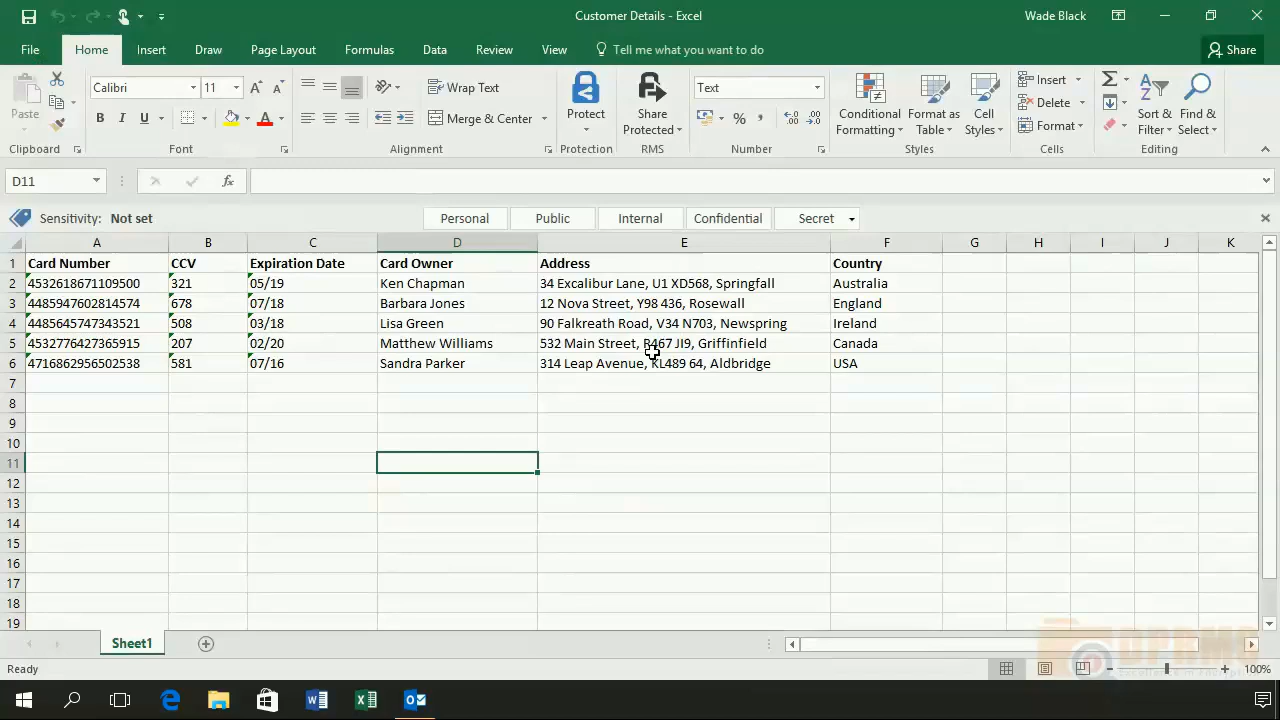 Customer Details - Excel
Wade Black
File Home Insert Draw Page Layout Formulas Data Review View Tell me what you want to do Share
Paste
Clipboard
Calibri 11
B I U
Font
Wrap Text
Merge & Center
Alignment
Protect
Protection
Share Protected
RMS
Text
Number
Conditional Formatting
Format as Table
Cell Styles
Styles
Insert
Delete
Format
Cells
Sort & Filter
Find & Select
Editing
D11
fx
Sensitivity: Not set Personal Public Internal Confidential Secret
A B C D E F G H I J K
1 Card Number CCV Expiration Date Card Owner Address Country
2 4532618671109500 321 05/19 Ken Chapman 34 Excalibur Lane, U1 XD568, Springfall Australia
3 4485947602814574 678 07/18 Barbara Jones 12 Nova Street, Y98 436, Rosewall England
4 4485645747343521 508 03/18 Lisa Green 90 Falkreath Road, V34 N703, Newspring Ireland
5 4532776427365915 207 02/20 Matthew Williams 532 Main Street, R467 JI9, Griffinfield Canada
6 4716862956502538 581 07/16 Sandra Parker 314 Leap Avenue, KL489 64, Aldbridge USA
7
8
9
10
11
12
13
14
15
16
17
18
19
Sheet1
Ready
100%